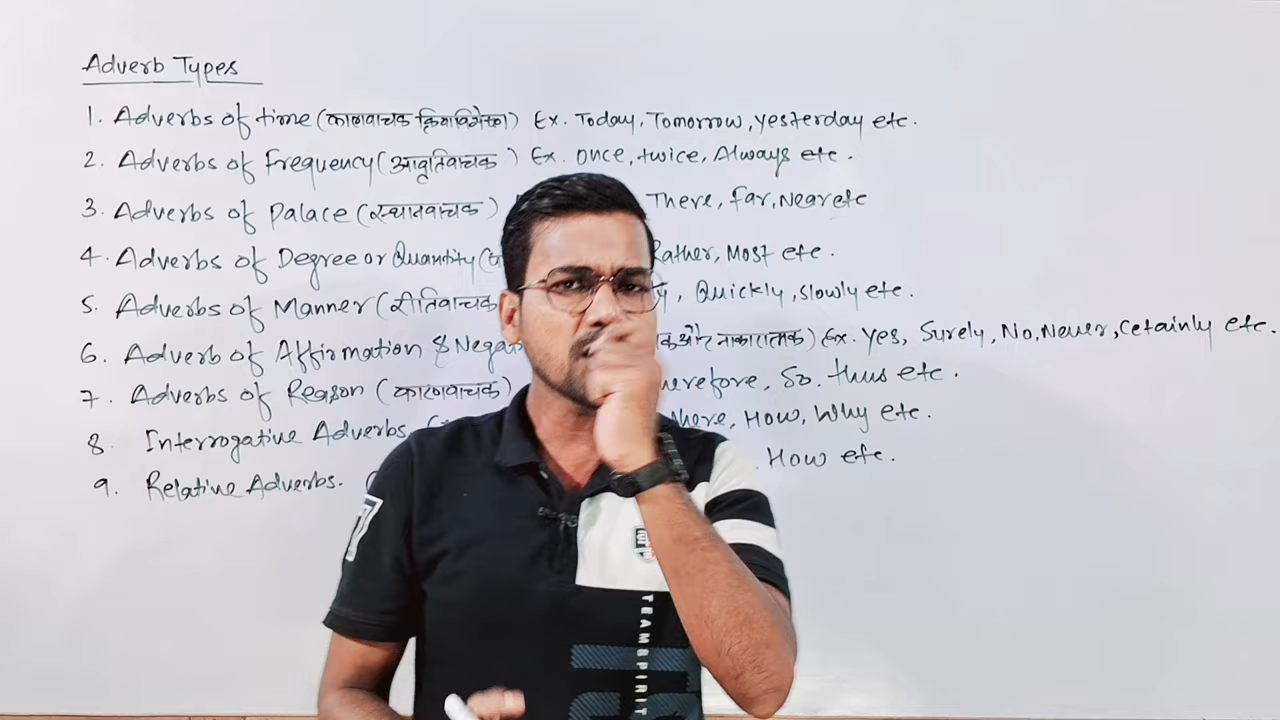 Adverb Types
1. Adverbs of time (कालवाचक क्रियाविशेषण) Ex. Today, Tomorrow, yesterday etc.
2. Adverbs of Frequency (आवृतिवाचक) Ex. once, twice, Always etc.
3. Adverbs of Palace (स्थानवाचक) There, far, Near etc
4. Adverbs of Degree or Quantity ( Rather, Most etc.
5. Adverbs of Manner (रीतिवाचक , Quickly, slowly etc.
6. Adverb of Affirmation & नाकारात्मक) Ex. Yes, Surely, No, Never, Cetainly etc.
7. Adverbs of Reason (कारणवाचक) So, thus etc.
8. Interrogative Adverbs. How, Why etc.
9. Relative Adverbs. How etc.
TEAMSPIRIT